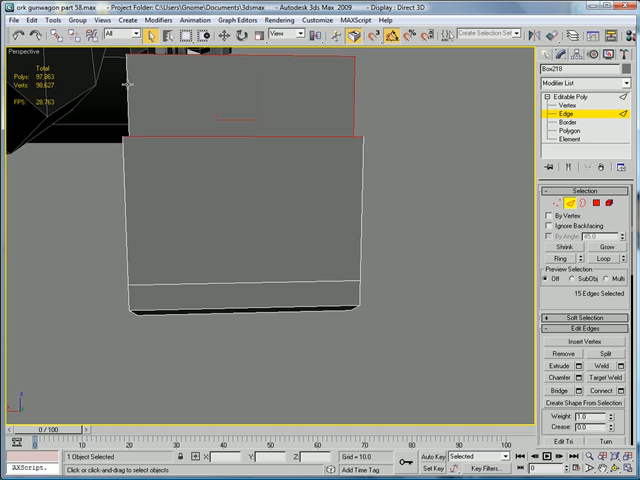 ork gunwagon part 58.max - Project Folder: C:\Users\Gnome\Documents\3dsmax - Autodesk 3ds Max 2009 - Display : Direct 3D
File Edit Tools Group Views Create Modifiers Animation Graph Editors Rendering Customize MAXScript Help
All View Create Selection Set
Perspective
Total
Polys: 97,863
Verts: 98,627
FPS: 28.763
Box218
Modifier List
Editable Poly
Vertex
Edge
Border
Polygon
Element
Selection
By Vertex
Ignore Backfacing
By Angle: 45.0
Shrink Grow
Ring Loop
Preview Selection
Off SubObj Multi
15 Edges Selected
Soft Selection
Edit Edges
Insert Vertex
Remove Split
Extrude Weld
Chamfer Target Weld
Bridge Connect
Create Shape From Selection
Weight: 1.0
Crease: 0.0
Edit Tri. Turn
z
x
0 / 100
0 10 20 30 40 50 60 70 80 90 100
1 Object Selected X: Y: Z: Grid = 10.0 Auto Key Selected
AXScript. Click or click-and-drag to select objects Add Time Tag Set Key Key Filters... 0